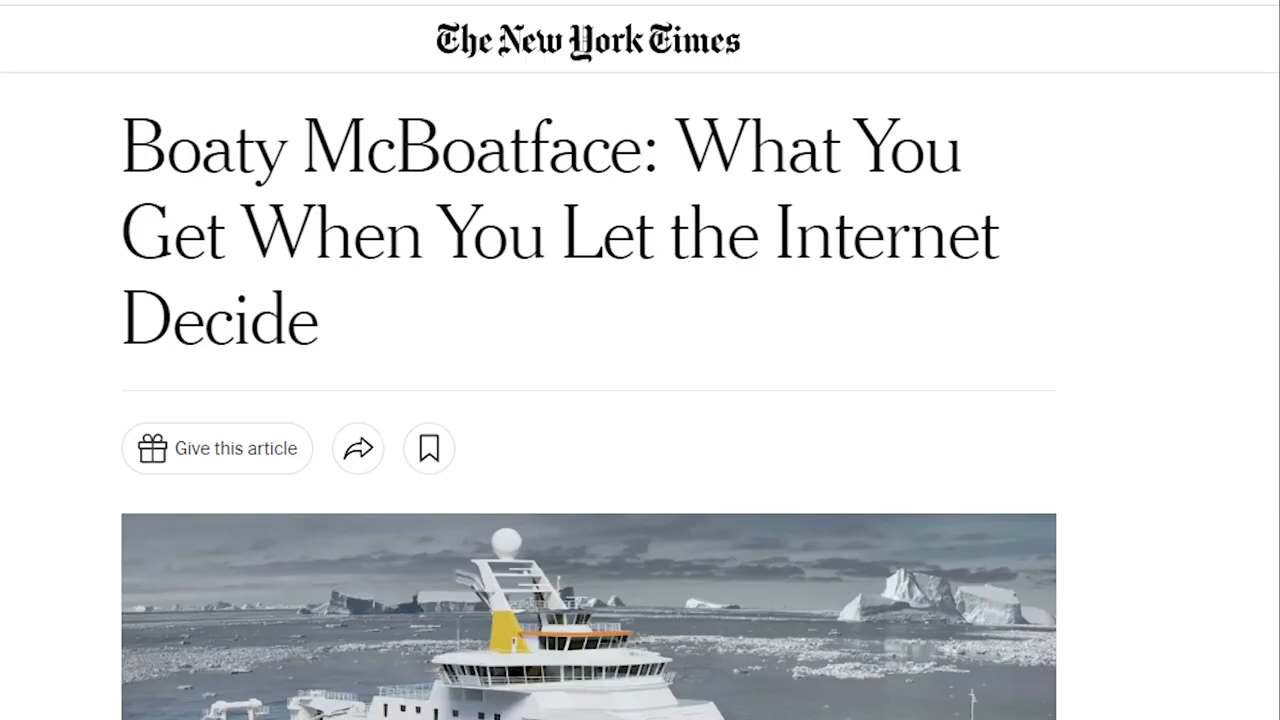 The New York Times
Boaty McBoatface: What You
Get When You Let the Internet
Decide
Give this article